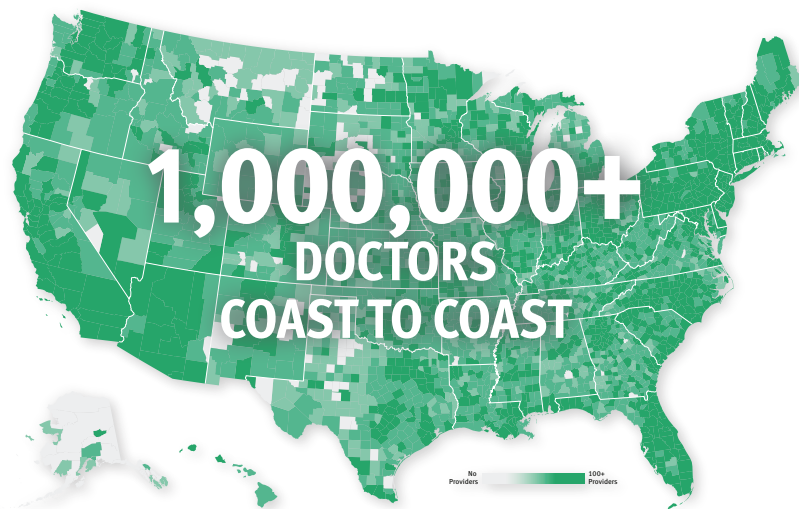 1,000,000+
DOCTORS
COAST TO COAST
No
Providers
100+
Providers